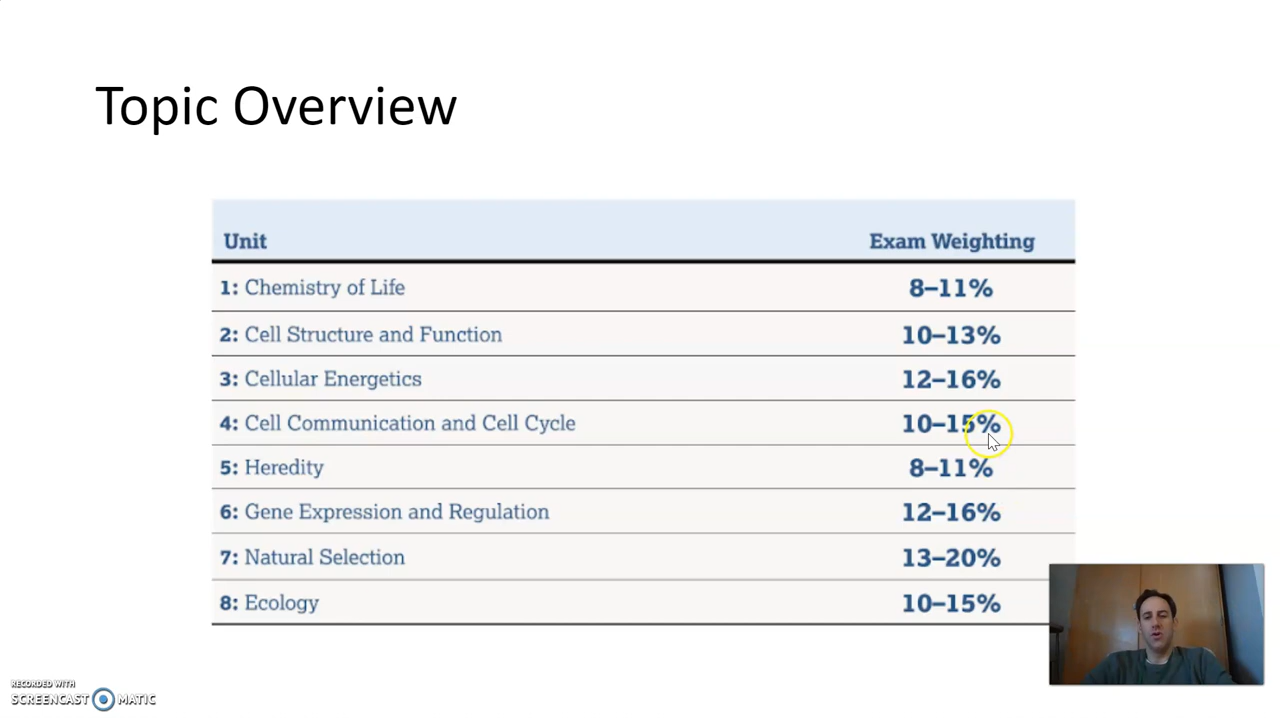 Topic Overview
Unit Exam Weighting
1: Chemistry of Life 8–11%
2: Cell Structure and Function 10–13%
3: Cellular Energetics 12–16%
4: Cell Communication and Cell Cycle 10–15%
5: Heredity 8–11%
6: Gene Expression and Regulation 12–16%
7: Natural Selection 13–20%
8: Ecology 10–15%
RECORDED WITH
SCREENCAST MATIC